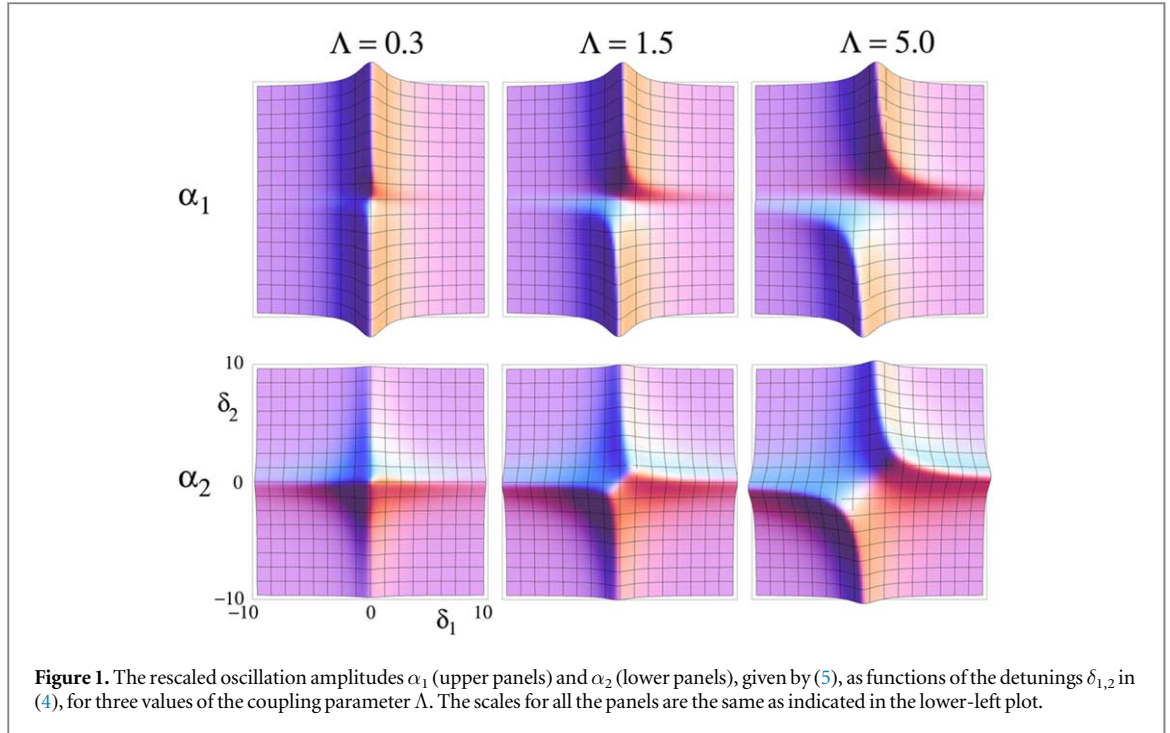 Λ = 0.3 Λ = 1.5 Λ = 5.0
α₁
10
δ₂
α₂ 0
−10
−10 0 δ₁ 10
Figure 1. The rescaled oscillation amplitudes α₁ (upper panels) and α₂ (lower panels), given by (5), as functions of the detunings δ₁,₂ in
(4), for three values of the coupling parameter Λ. The scales for all the panels are the same as indicated in the lower-left plot.